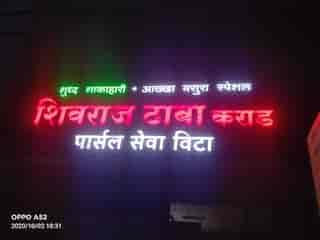 शुध्द शाकाहारी + आख्खा मसुरा स्पेशल
शिवराज ढाबा कराड
पार्सल सेवा विटा
OPPO A52
2020/10/02 18:31